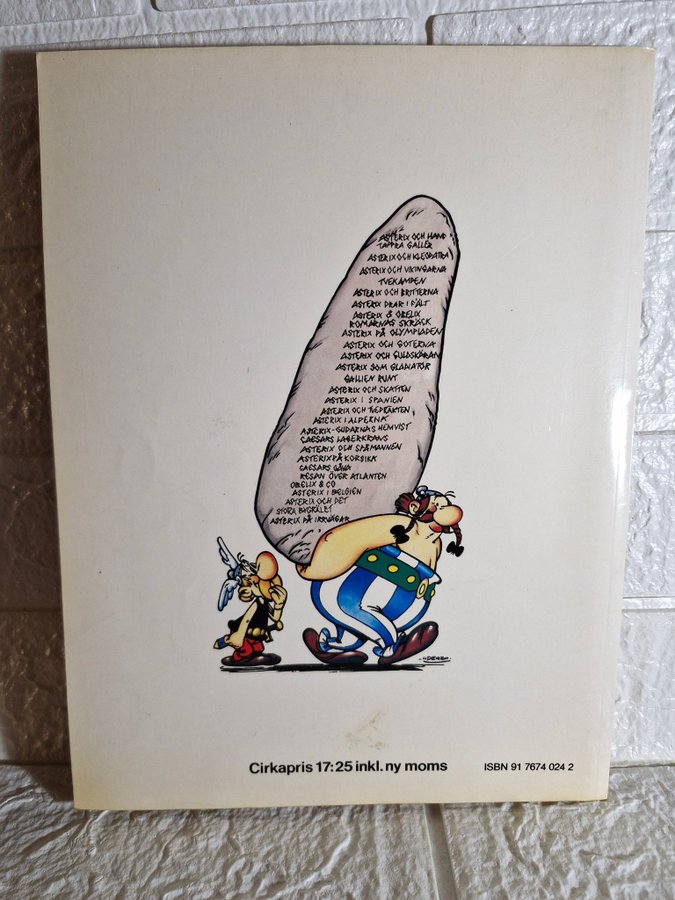 ASTERIX OCH HANS
TAPPRA GALLER
ASTERIX OCH KLEOPATRA
ASTERIX OCH VIKINGARNA
TVEKAMPEN
ASTERIX OCH BRITTERNA
ASTERIX DRAR I FÄLT
ASTERIX & OBELIX
ROMARNAS SKRÄCK
ASTERIX PÅ OLYMPIADEN
ASTERIX OCH GOTERNA
ASTERIX OCH GULDSKÄRAN
ASTERIX SOM GLADIATOR
GALLIEN RUNT
ASTERIX OCH SKATTEN
ASTERIX I SPANIEN
ASTERIX OCH TVEDRÄKTEN
ASTERIX I ALPERNA
ASTERIX-GUDARNAS HEMVIST
CAESARS LAGERKRANS
ASTERIX OCH SPÅMANNEN
ASTERIX PÅ KORSIKA
CAESARS GÅVA
RESAN ÖVER ATLANTEN
OBELIX & CO
ASTERIX I BELGIEN
ASTERIX OCH DET
STORA BYGRÄLET
ASTERIX PÅ IRRVÄGAR
UDERZO
Cirkapris 17:25 inkl. ny moms
ISBN 91 7674 024 2